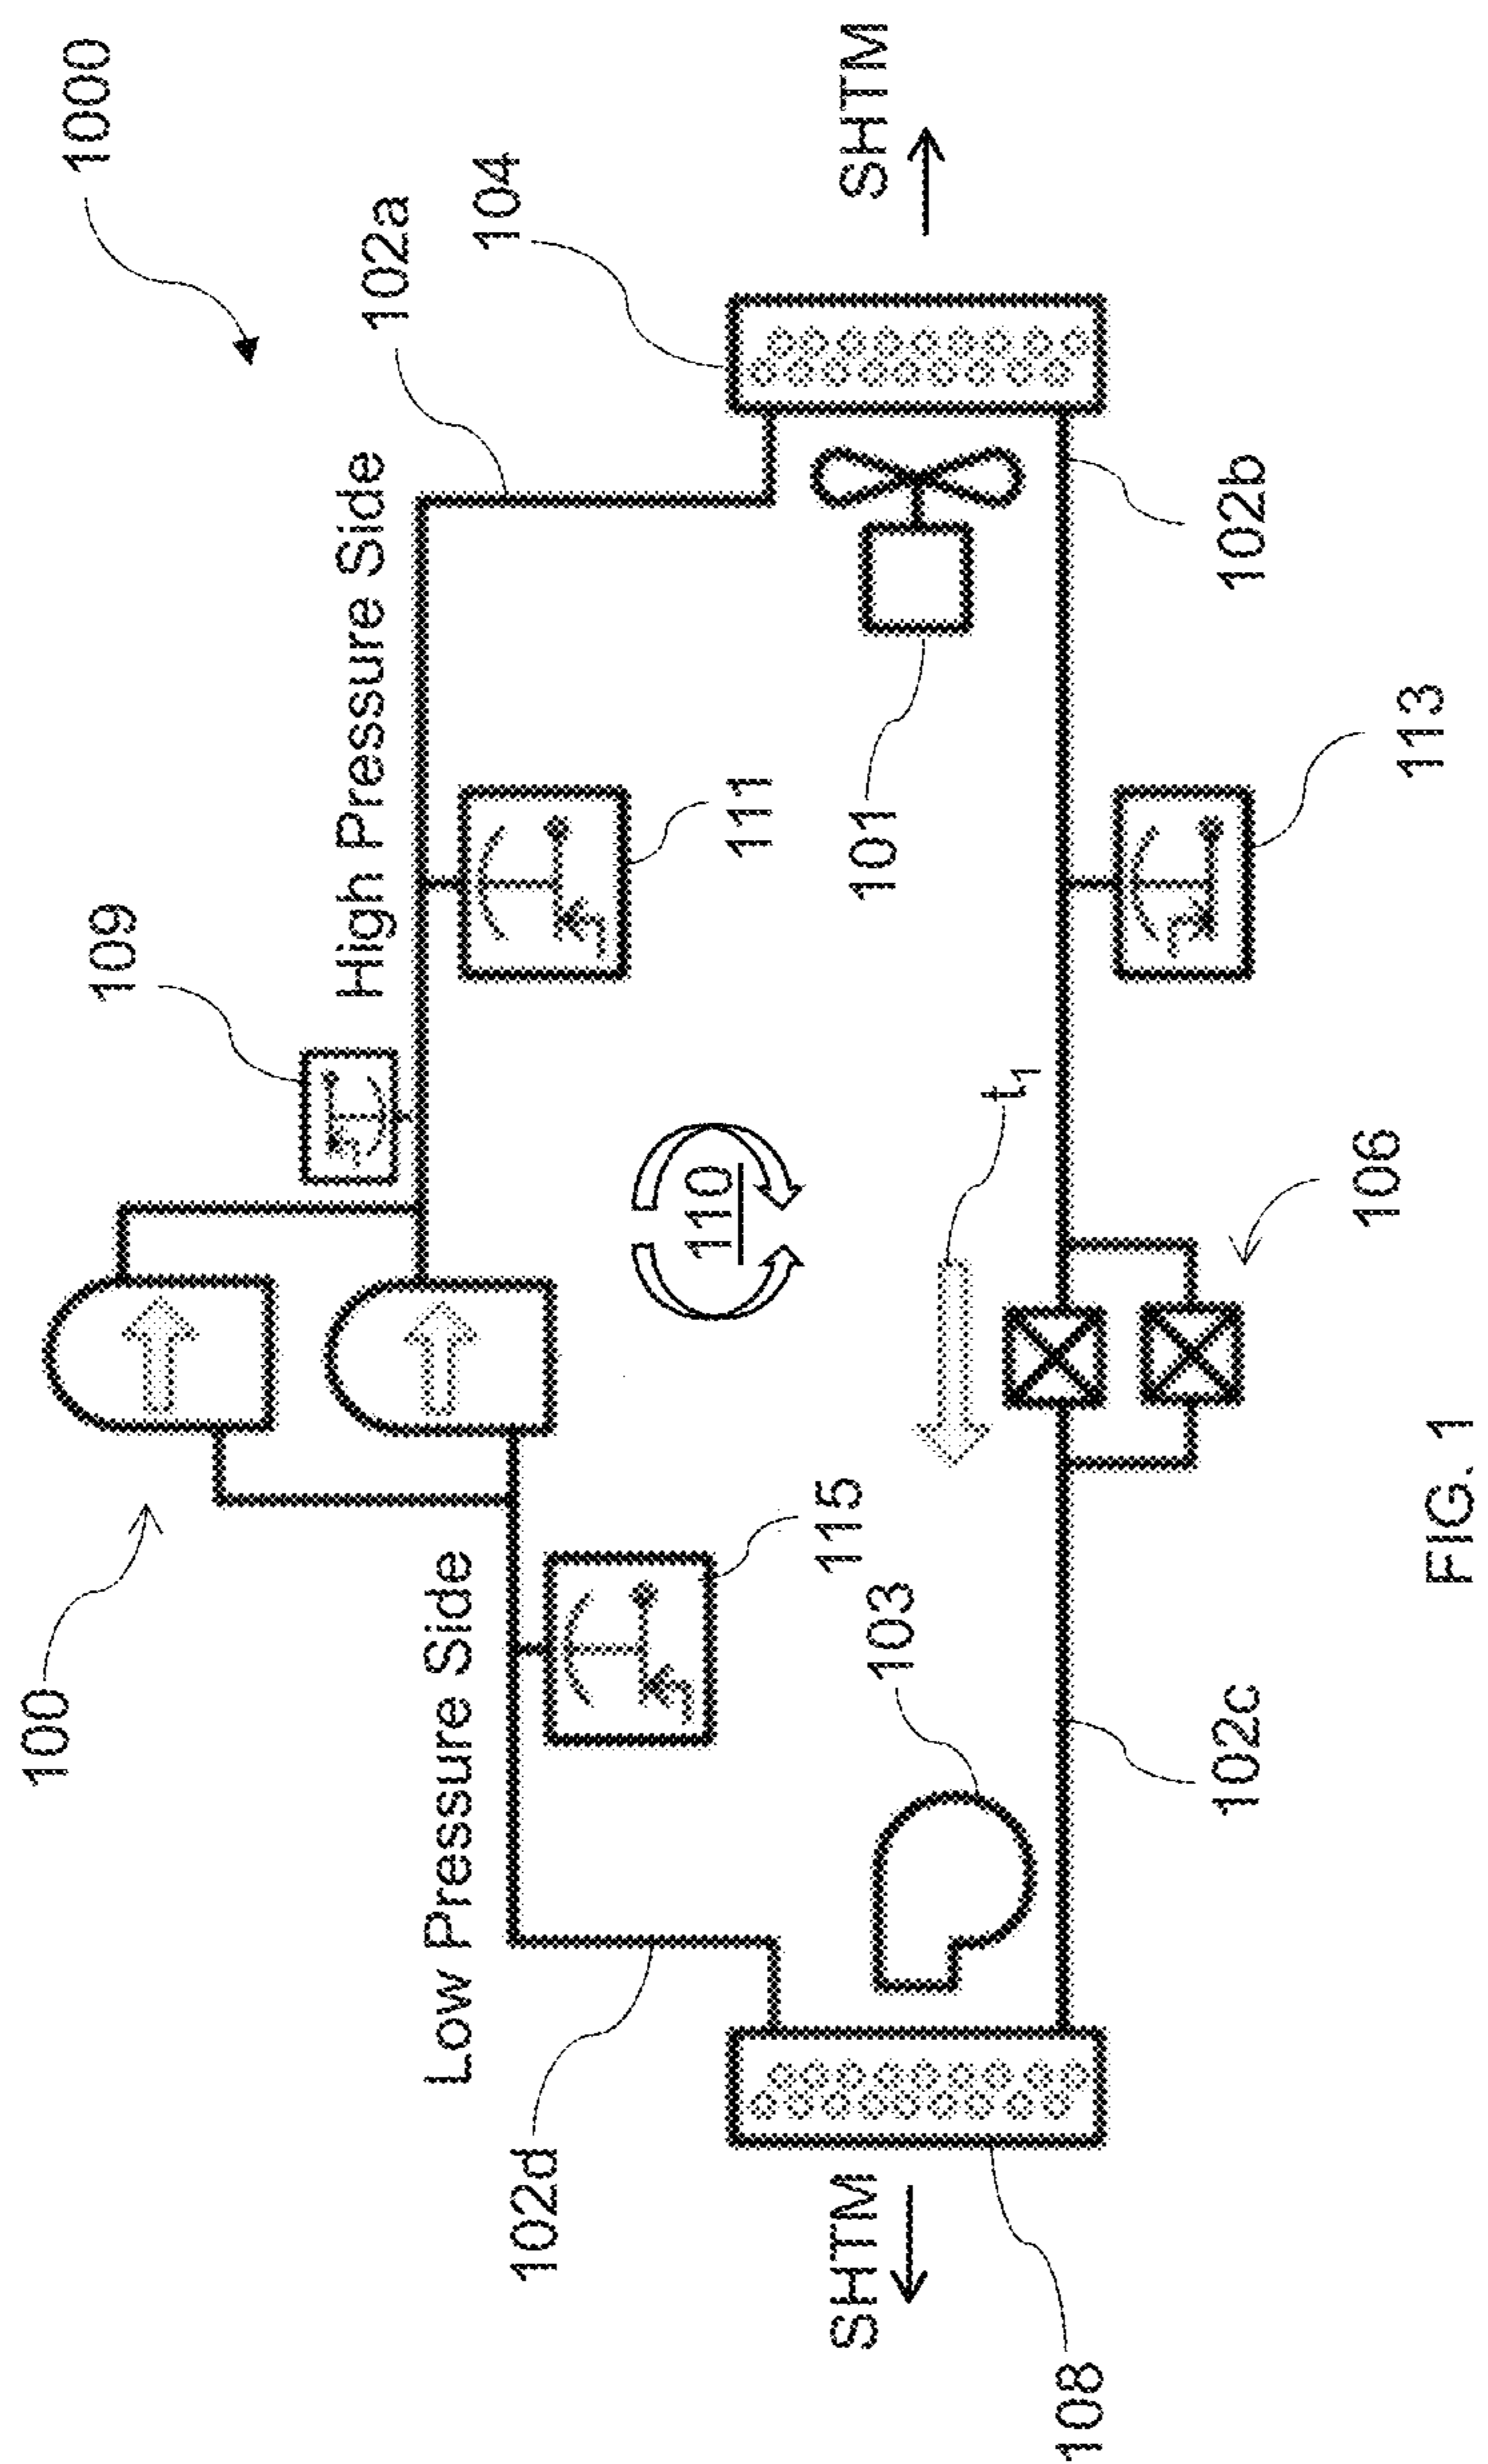 1000
100
109
High Pressure Side
102a
104
Low Pressure Side
102d
115
111
110
SHTM
SHTM
103
101
t1
108
102c
106
102b
113
FIG. 1